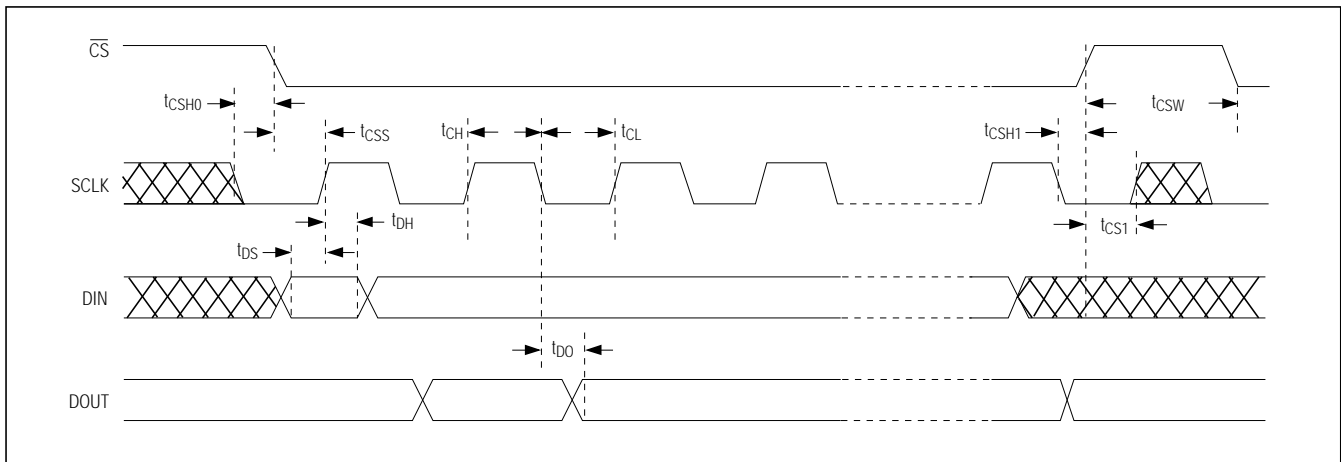 CS
tCSH0
tCSS
tCH
tCL
tCSH1
tCSW
SCLK
tDH
tCS1
tDS
DIN
tDO
DOUT